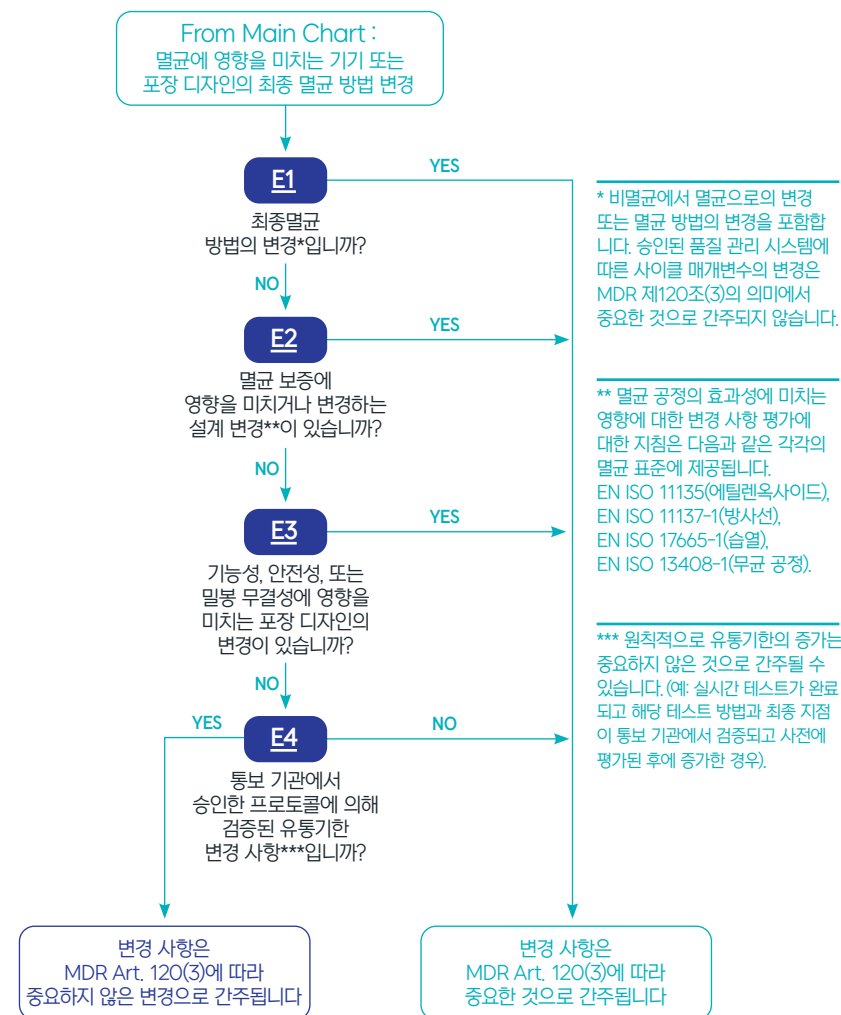 From Main Chart :
멸균에 영향을 미치는 기기 또는
포장 디자인의 최종 멸균 방법 변경
E1
YES
최종멸균
방법의 변경*입니까?
NO
E2
YES
멸균 보증에
영향을 미치거나 변경하는
설계 변경**이 있습니까?
NO
E3
YES
기능성, 안전성, 또는
밀봉 무결성에 영향을
미치는 포장 디자인의
변경이 있습니까?
NO
YES
E4
NO
통보 기관에서
승인한 프로토콜에 의해
검증된 유통기한
변경 사항***입니까?
변경 사항은
MDR Art. 120(3)에 따라
중요하지 않은 변경으로 간주됩니다
변경 사항은
MDR Art. 120(3)에 따라
중요한 것으로 간주됩니다
* 비멸균에서 멸균으로의 변경
또는 멸균 방법의 변경을 포함합
니다. 승인된 품질 관리 시스템에
따른 사이클 매개변수의 변경은
MDR 제120조(3)의 의미에서
중요한 것으로 간주되지 않습니다.
** 멸균 공정의 효과성에 미치는
영향에 대한 변경 사항 평가에
대한 지침은 다음과 같은 각각의
멸균 표준에 제공됩니다.
EN ISO 11135(에틸렌옥사이드),
EN ISO 11137-1(방사선),
EN ISO 17665-1(습열),
EN ISO 13408-1(무균 공정).
*** 원칙적으로 유통기한의 증가는
중요하지 않은 것으로 간주될 수
있습니다. (예: 실시간 테스트가 완료
되고 해당 테스트 방법과 최종 지점
이 통보 기관에서 검증되고 사전에
평가된 후에 증가한 경우).